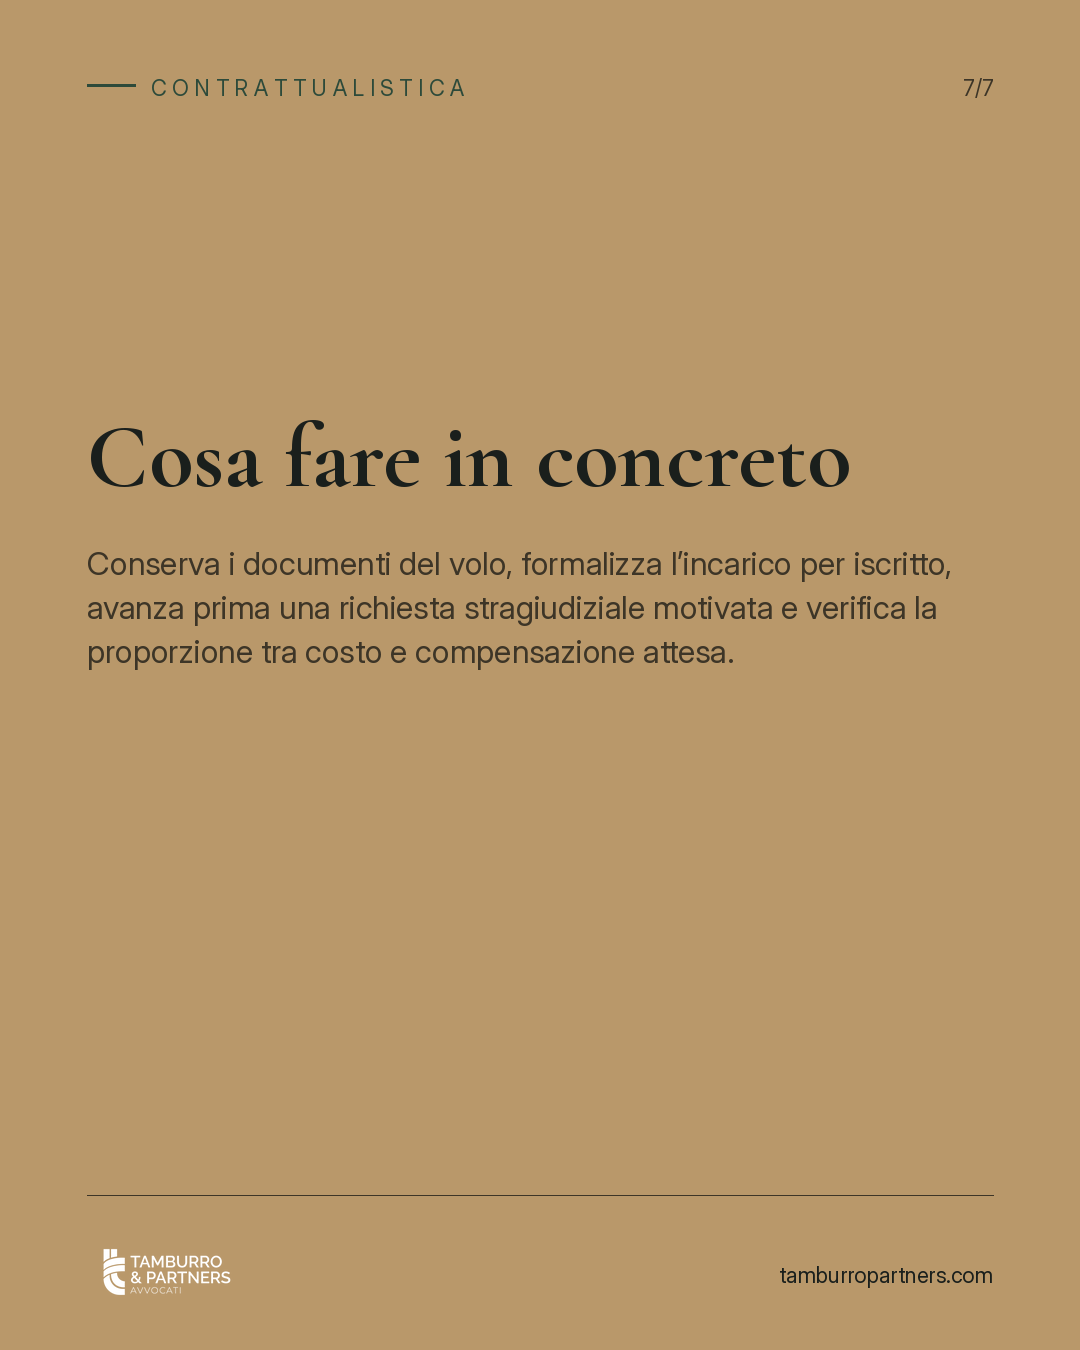 CONTRATTUALISTICA
7/7
Cosa fare in concreto
Conserva i documenti del volo, formalizza l’incarico per iscritto,
avanza prima una richiesta stragiudiziale motivata e verifica la
proporzione tra costo e compensazione attesa.
TAMBURRO
& PARTNERS
AVVOCATI
tamburropartners.com